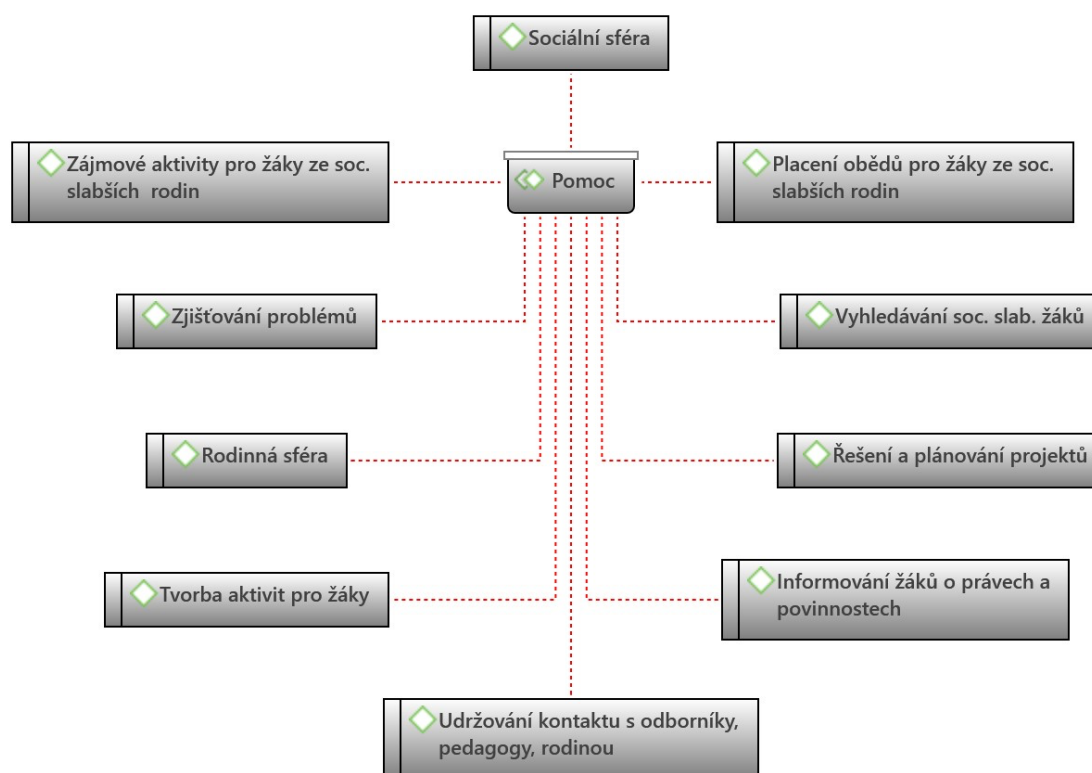 Sociální sféra
Zájmové aktivity pro žáky ze soc.
slabších rodin
Pomoc
Placení obědů pro žáky ze soc.
slabších rodin
Zjišťování problémů
Vyhledávání soc. slab. žáků
Rodinná sféra
Řešení a plánování projektů
Tvorba aktivit pro žáky
Informování žáků o právech a
povinnostech
Udržování kontaktu s odborníky,
pedagogy, rodinou